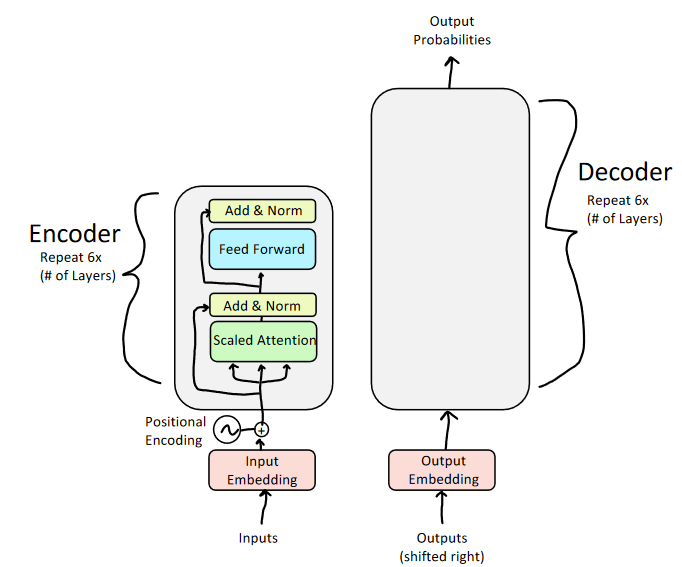 Output
Probabilities
Decoder
Repeat 6x
(# of Layers)
Encoder
Repeat 6x
(# of Layers)
Add & Norm
Feed Forward
Add & Norm
Scaled Attention
Positional
Encoding
+
Input
Embedding
Output
Embedding
Inputs
Outputs
(shifted right)